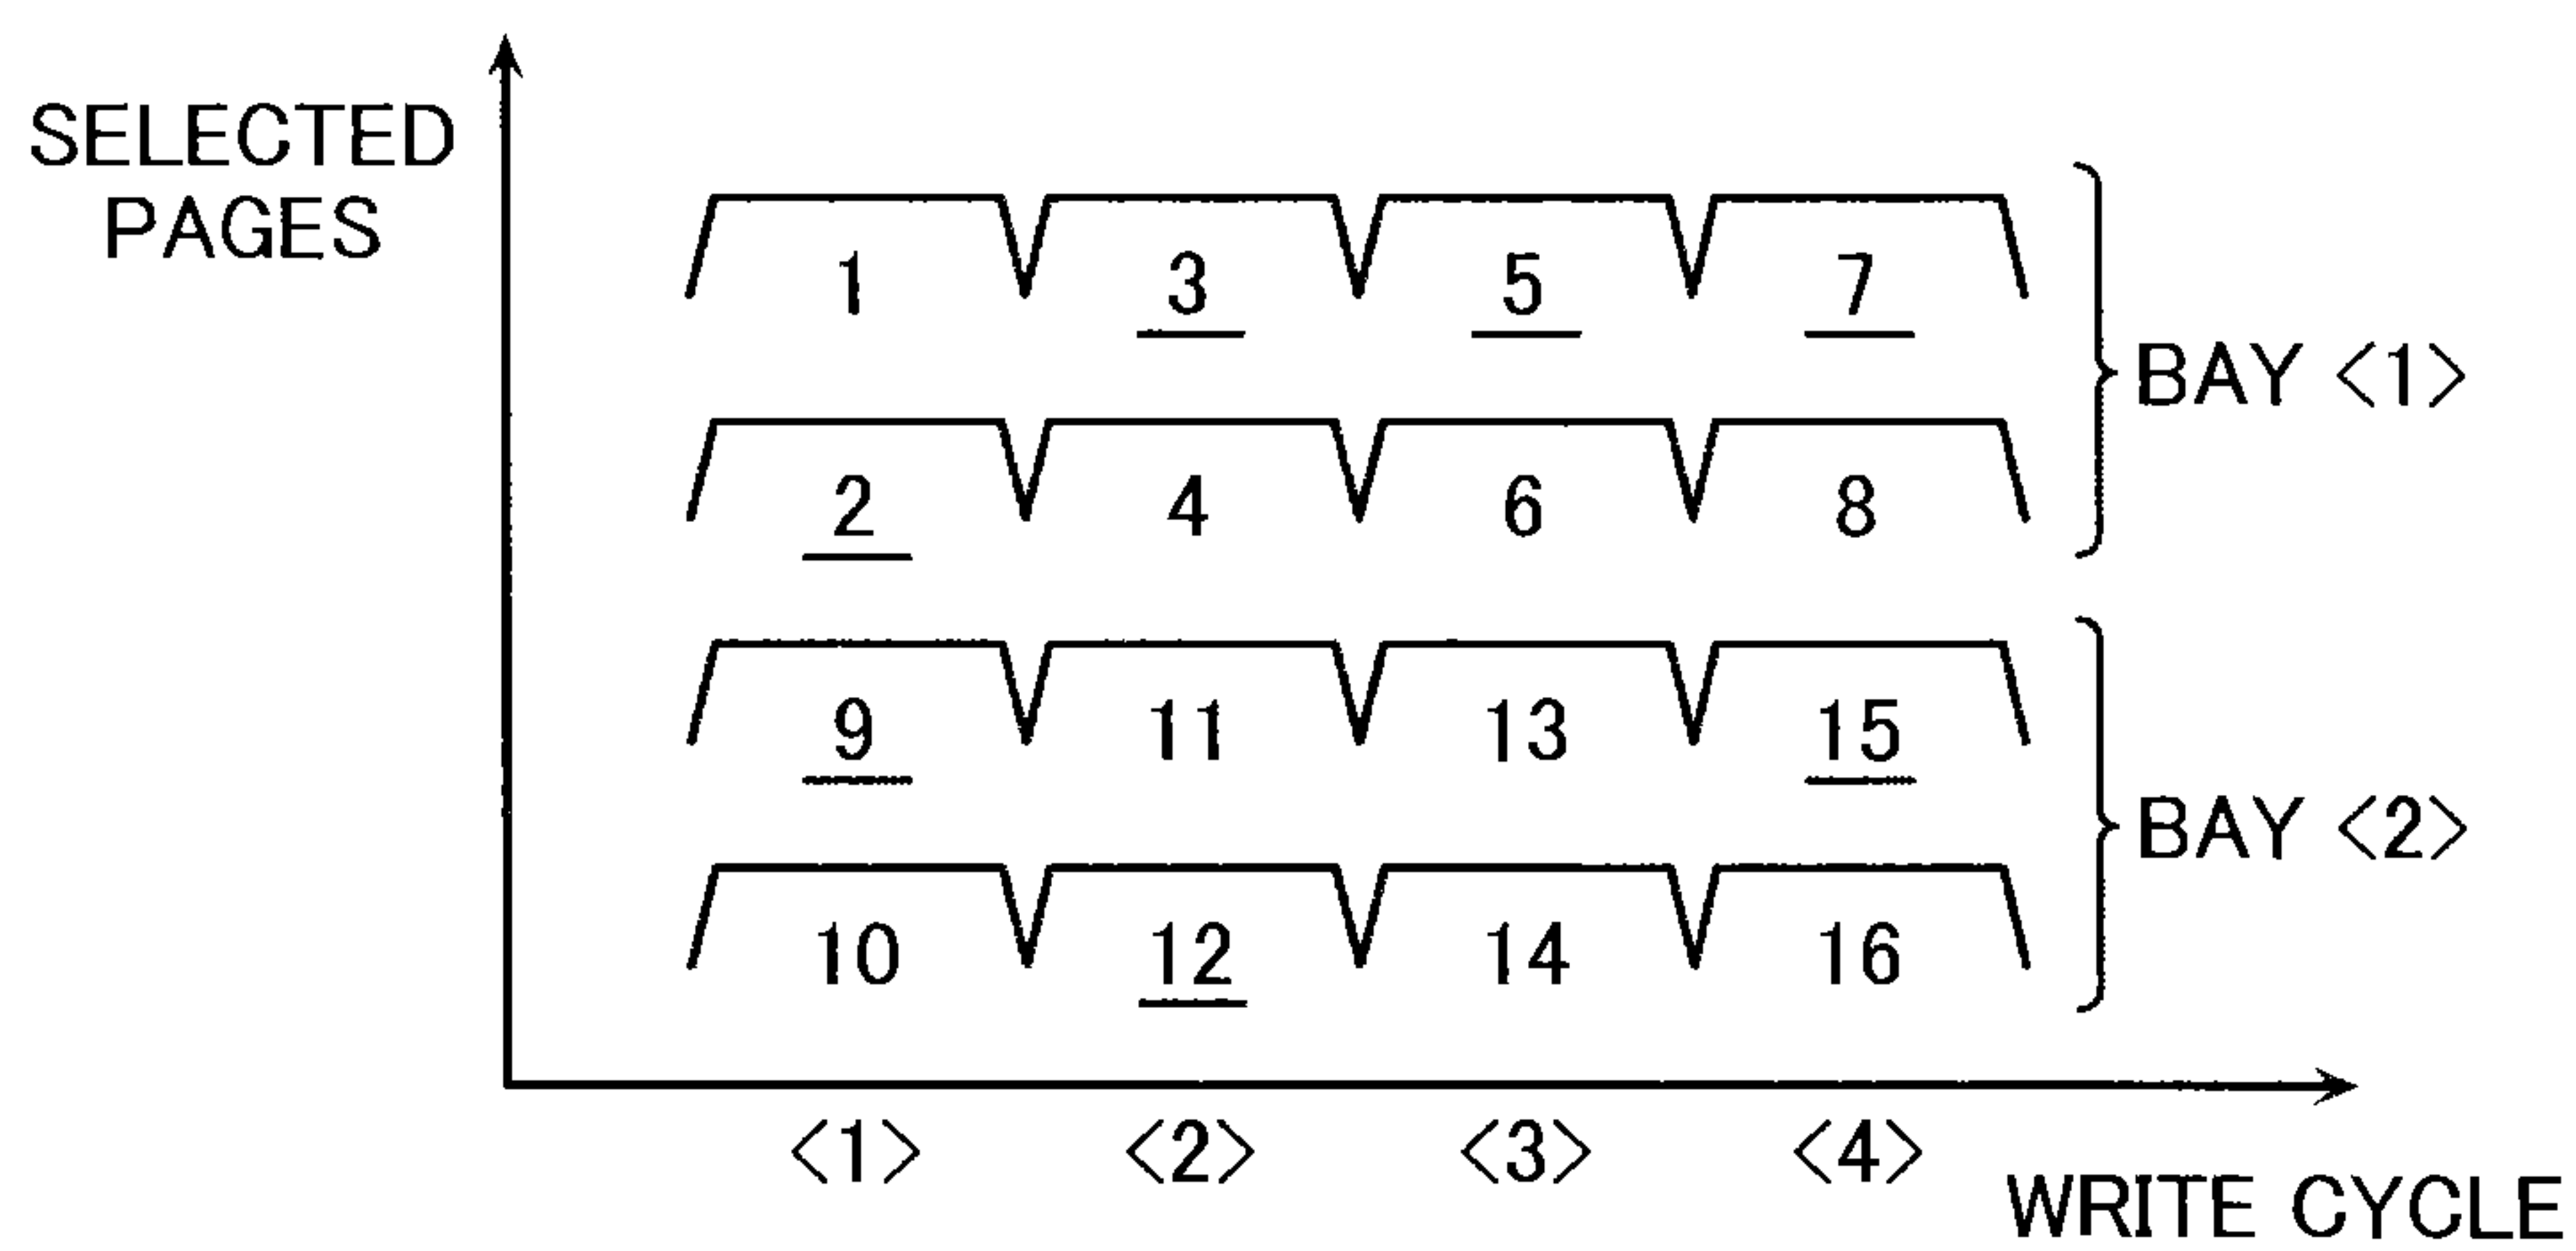 SELECTED
PAGES
1 3 5 7
BAY <1>
2 4 6 8
9 11 13 15
BAY <2>
10 12 14 16
<1> <2> <3> <4>
WRITE CYCLE